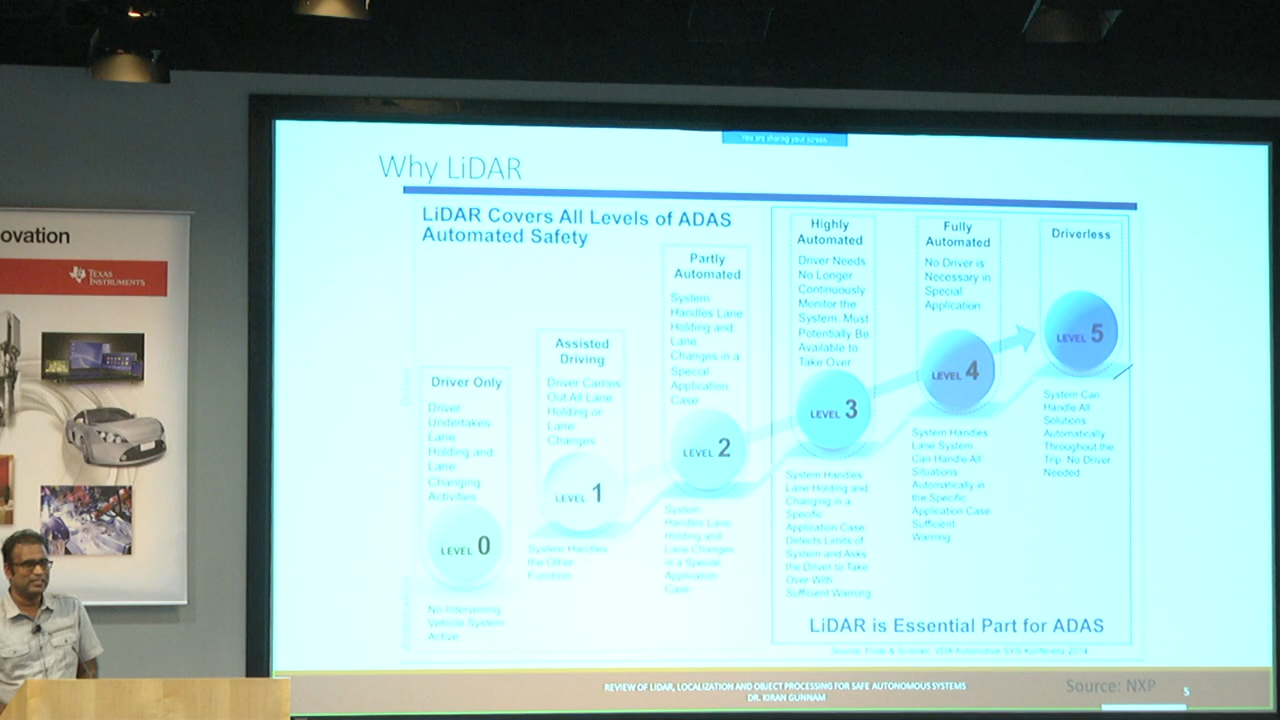 ovation
TEXAS
INSTRUMENTS
You are sharing your screen
Why LiDAR
LiDAR Covers All Levels of ADAS
Automated Safety
Driver Only
Driver
Undertakes
Lane
Holding and
Lane
Changing
Activities
LEVEL 0
No Intervening
Vehicle System
Active
Assisted
Driving
Driver Carries
Out All Lane
Holding or
Lane
Changes
LEVEL 1
System Handles
the Other
Function
Partly
Automated
System
Handles Lane
Holding and
Lane
Changes in a
Special
Application
Case
LEVEL 2
System
Handles Lane
Holding and
Lane Changes
in a Special
Application
Case
Highly
Automated
Driver Needs
No Longer
Continuously
Monitor the
System. Must
Potentially Be
Available to
Take Over
LEVEL 3
System Handles
Lane Holding and
Changing in a
Specific
Application Case.
Detects Limits of
System and Asks
the Driver to Take
Over With
Sufficient Warning
Fully
Automated
No Driver is
Necessary in
Special
Application
LEVEL 4
System Handles
Lane System
Can Handle All
Situations
Automatically in
the Specific
Application Case
Sufficient
Warning
Driverless
LEVEL 5
System Can
Handle All
Solutions
Automatically
Throughout the
Trip. No Driver
Needed
LiDAR is Essential Part for ADAS
Source: & Sullivan, VDA Automotive SYS Konferenz 2014
REVIEW OF LIDAR, LOCALIZATION AND OBJECT PROCESSING FOR SAFE AUTONOMOUS SYSTEMS
DR. KIRAN GUNNAM
Source: NXP
5